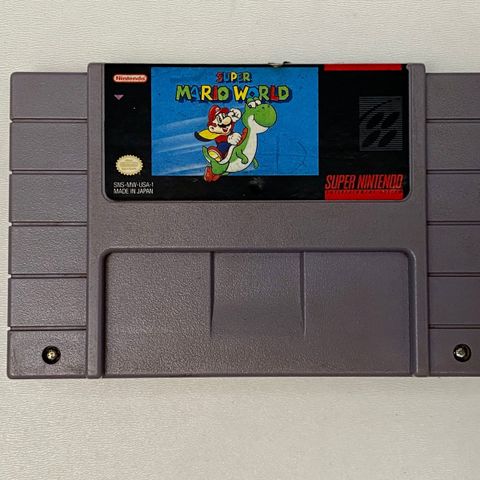 Nintendo
SUPER
MARIO WORLD
SNS-MW-USA-1
MADE IN JAPAN
SUPER NINTENDO